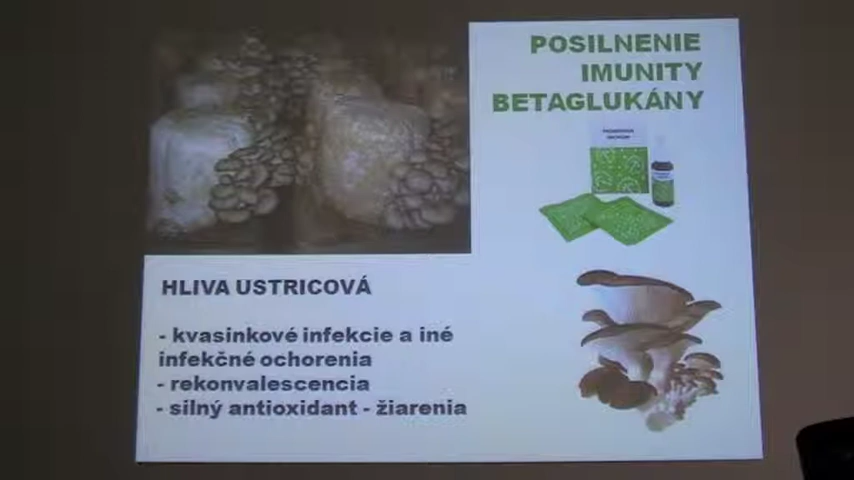 POSILNENIE
IMUNITY
BETAGLUKÁNY
HLIVA USTRICOVÁ
- kvasinkové infekcie a iné
infekčné ochorenia
- rekonvalescencia
- silný antioxidant - žiarenia